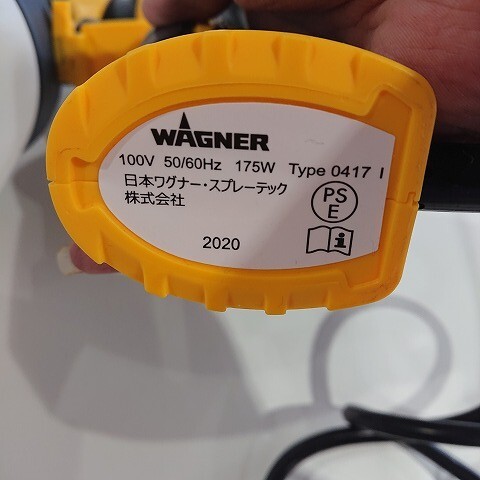 WAGNER
100V 50/60Hz 175W Type 0417 I
日本ワグナー・スプレーテック
株式会社
PS
E
i
2020